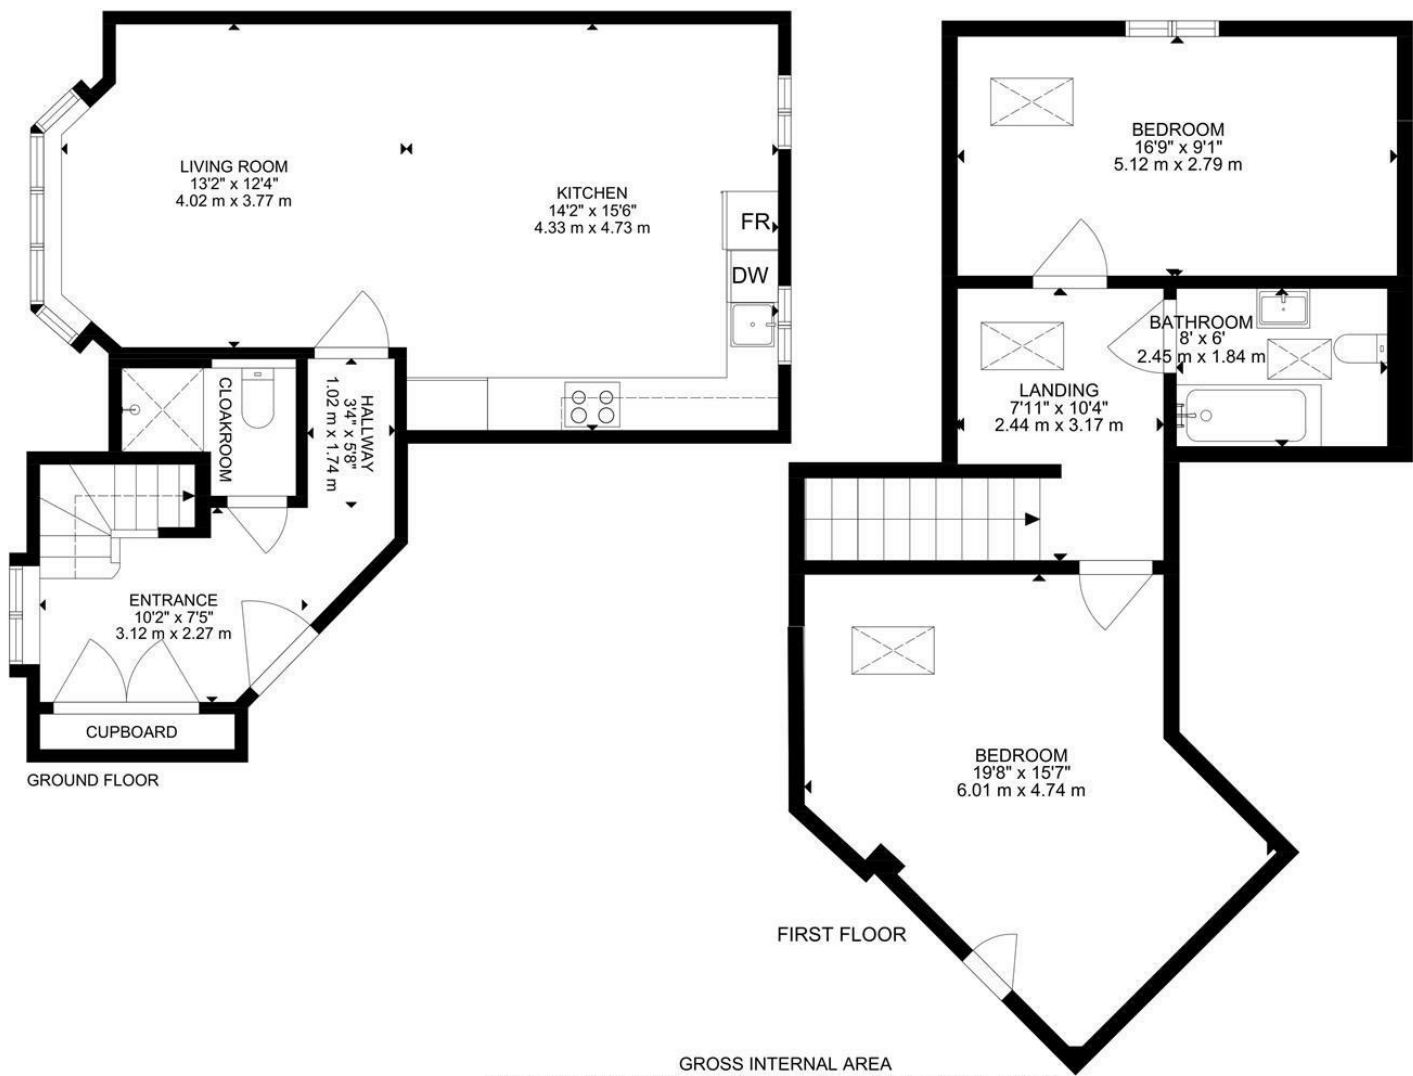 LIVING ROOM
13'2" x 12'4"
4.02 m x 3.77 m
KITCHEN
14'2" x 15'6"
4.33 m x 4.73 m
FR
DW
CLOAKROOM
HALLWAY
3'4" x 5'8"
1.02 m x 1.74 m
ENTRANCE
10'2" x 7'5"
3.12 m x 2.27 m
CUPBOARD
GROUND FLOOR
BEDROOM
16'9" x 9'1"
5.12 m x 2.79 m
BATHROOM
8' x 6'
2.45 m x 1.84 m
LANDING
7'11" x 10'4"
2.44 m x 3.17 m
BEDROOM
19'8" x 15'7"
6.01 m x 4.74 m
FIRST FLOOR
GROSS INTERNAL AREA